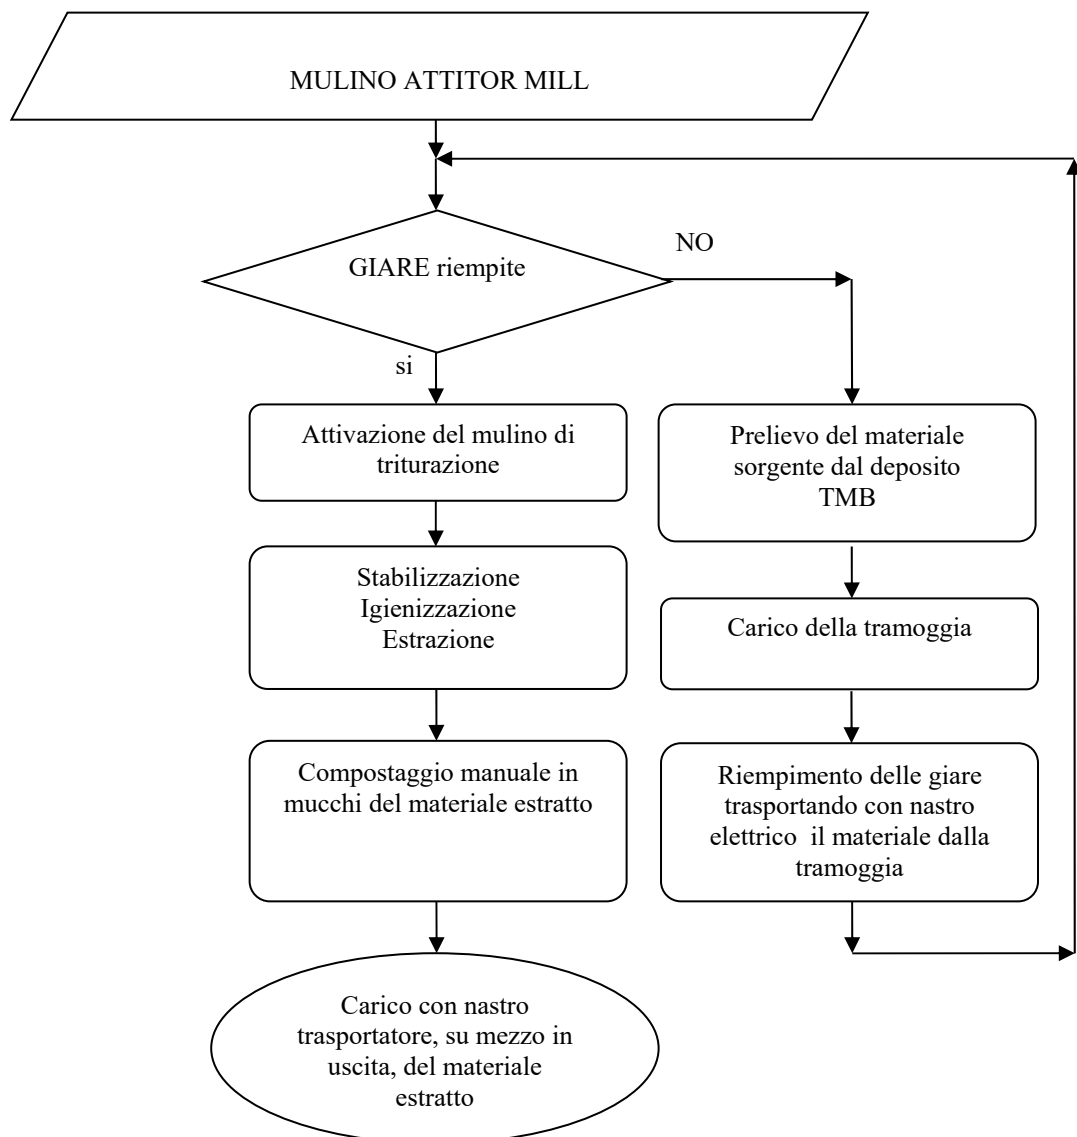 MULINO ATTITOR MILL
GIARE riempite
NO
si
Attivazione del mulino di
triturazione
Prelievo del materiale
sorgente dal deposito
TMB
Stabilizzazione
Igienizzazione
Estrazione
Carico della tramoggia
Compostaggio manuale in
mucchi del materiale estratto
Riempimento delle giare
trasportando con nastro
elettrico  il materiale dalla
tramoggia
Carico con nastro
trasportatore, su mezzo in
uscita, del materiale
estratto